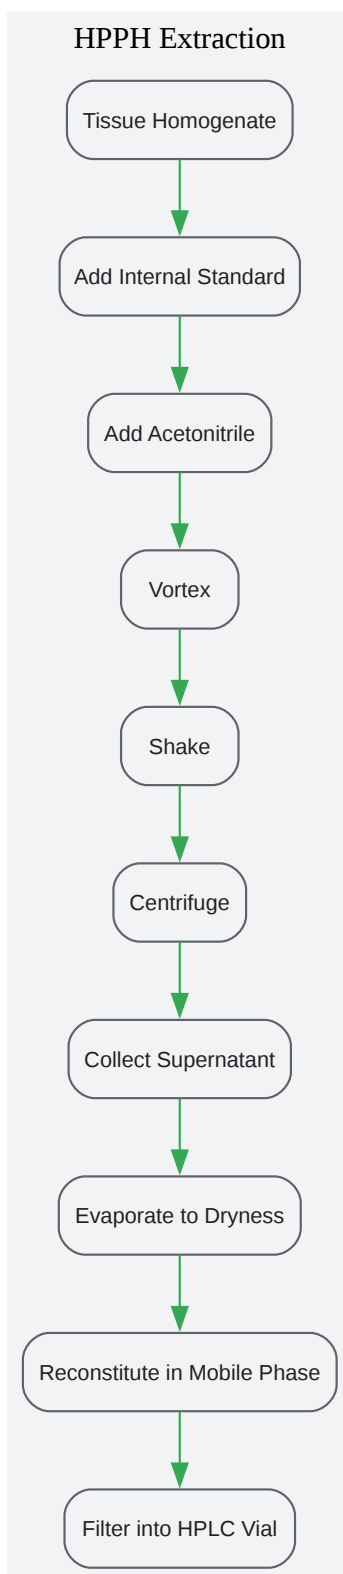 HPPH Extraction
Tissue Homogenate
Add Internal Standard
Add Acetonitrile
Vortex
Shake
Centrifuge
Collect Supernatant
Evaporate to Dryness
Reconstitute in Mobile Phase
Filter into HPLC Vial